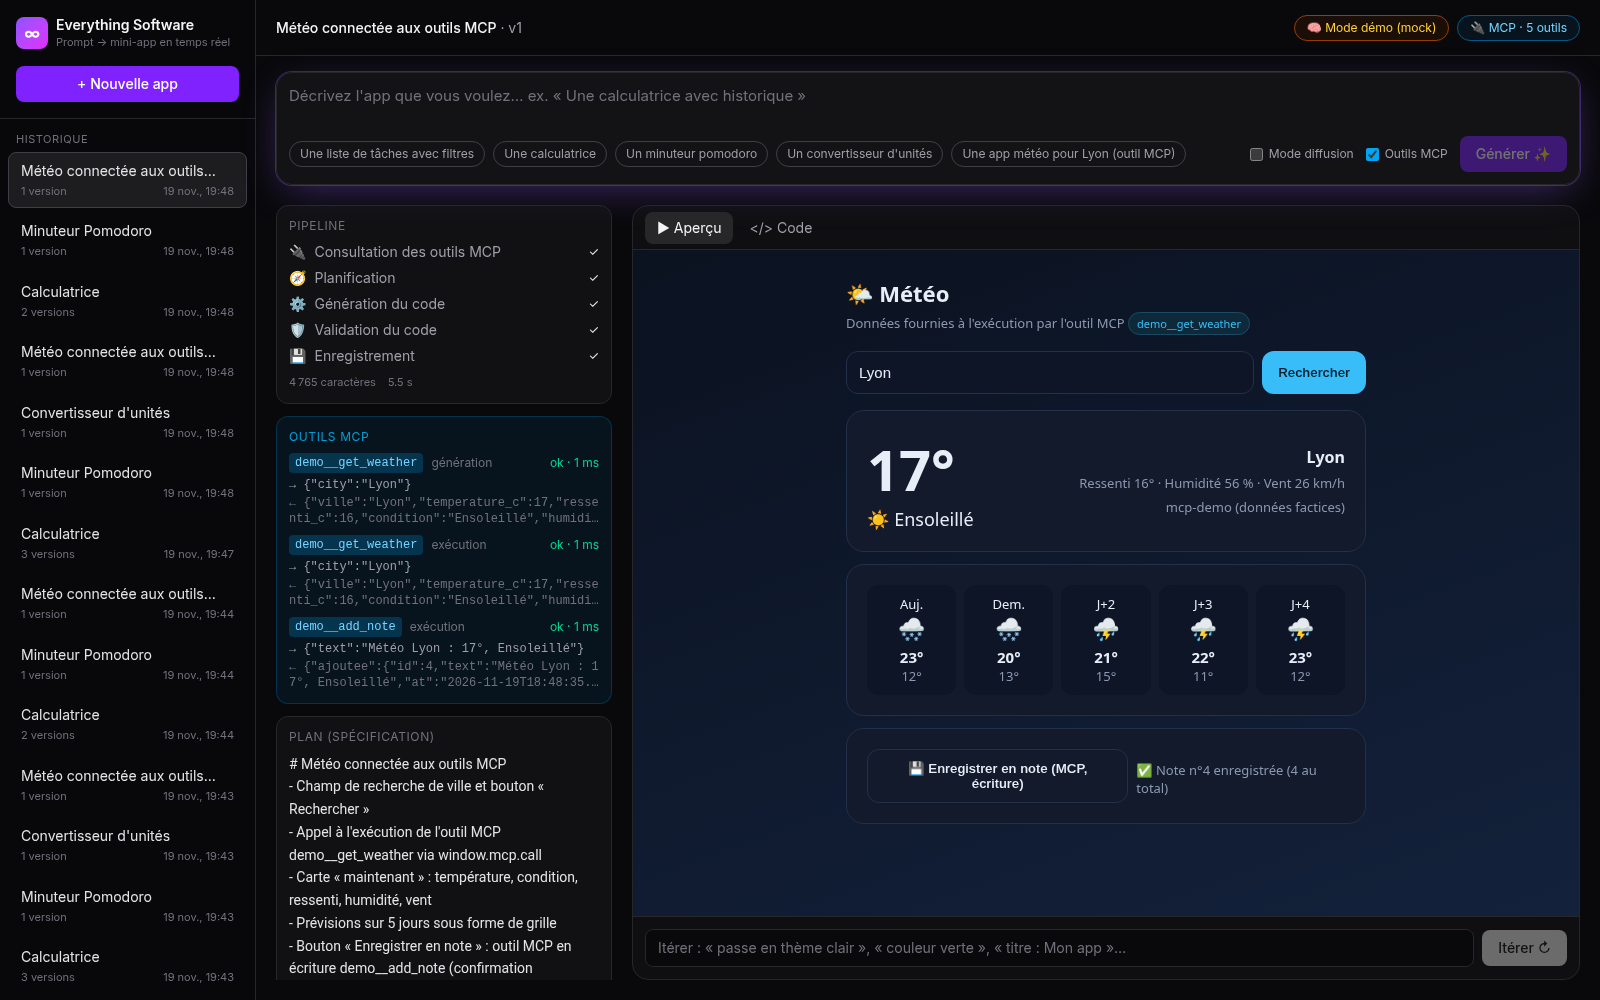 Everything Software
Prompt → mini-app en temps réel
+ Nouvelle app
HISTORIQUE
Météo connectée aux outils...
1 version 19 nov., 19:48
Minuteur Pomodoro
1 version 19 nov., 19:48
Calculatrice
2 versions 19 nov., 19:48
Météo connectée aux outils...
1 version 19 nov., 19:48
Convertisseur d'unités
1 version 19 nov., 19:48
Minuteur Pomodoro
1 version 19 nov., 19:48
Calculatrice
3 versions 19 nov., 19:47
Météo connectée aux outils...
1 version 19 nov., 19:44
Minuteur Pomodoro
1 version 19 nov., 19:44
Calculatrice
2 versions 19 nov., 19:44
Météo connectée aux outils...
1 version 19 nov., 19:43
Convertisseur d'unités
1 version 19 nov., 19:43
Minuteur Pomodoro
1 version 19 nov., 19:43
Calculatrice
3 versions 19 nov., 19:43
Météo connectée aux outils MCP · v1
🧠 Mode démo (mock) 🔌 MCP · 5 outils
Décrivez l'app que vous voulez... ex. « Une calculatrice avec historique »
Une liste de tâches avec filtres Une calculatrice Un minuteur pomodoro Un convertisseur d'unités Une app météo pour Lyon (outil MCP) Mode diffusion Outils MCP Générer ✨
PIPELINE
🔌 Consultation des outils MCP ✓
🧭 Planification ✓
⚙️ Génération du code ✓
🛡️ Validation du code ✓
💾 Enregistrement ✓
4 765 caractères 5.5 s
OUTILS MCP
demo__get_weather génération ok · 1 ms
→ {"city":"Lyon"}
← {"ville":"Lyon","temperature_c":17,"resse
nti_c":16,"condition":"Ensoleillé","humidi…
demo__get_weather exécution ok · 1 ms
→ {"city":"Lyon"}
← {"ville":"Lyon","temperature_c":17,"resse
nti_c":16,"condition":"Ensoleillé","humidi…
demo__add_note exécution ok · 1 ms
→ {"text":"Météo Lyon : 17°, Ensoleillé"}
← {"ajoutee":{"id":4,"text":"Météo Lyon : 1
7°, Ensoleillé","at":"2026-11-19T18:48:35.…
PLAN (SPÉCIFICATION)
# Météo connectée aux outils MCP
- Champ de recherche de ville et bouton «
Rechercher »
- Appel à l'exécution de l'outil MCP
demo__get_weather via window.mcp.call
- Carte « maintenant » : température, condition,
ressenti, humidité, vent
- Prévisions sur 5 jours sous forme de grille
- Bouton « Enregistrer en note » : outil MCP en
écriture demo__add_note (confirmation
▶ Aperçu </> Code
🌤️ Météo
Données fournies à l'exécution par l'outil MCP demo__get_weather
Lyon Rechercher
17°
☀️ Ensoleillé
Lyon
Ressenti 16° · Humidité 56 % · Vent 26 km/h
mcp-demo (données factices)
Auj. Dem. J+2 J+3 J+4
23° 20° 21° 22° 23°
12° 13° 15° 11° 12°
💾 Enregistrer en note (MCP,
écriture)
✅ Note n°4 enregistrée (4 au
total)
Itérer : « passe en thème clair », « couleur verte », « titre : Mon app »... Itérer ↻